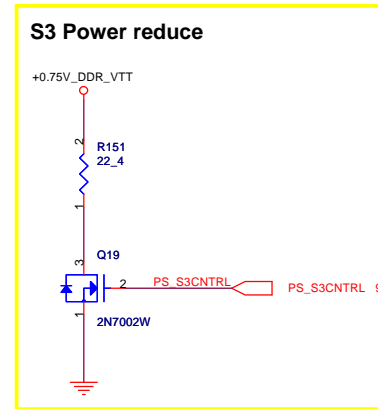 S3 Power reduce
+0.75V_DDR_VTT
2
R151
22_4
1
3
Q19
2
PS_S3CNTRL
PS_S3CNTRL
1
2N7002W